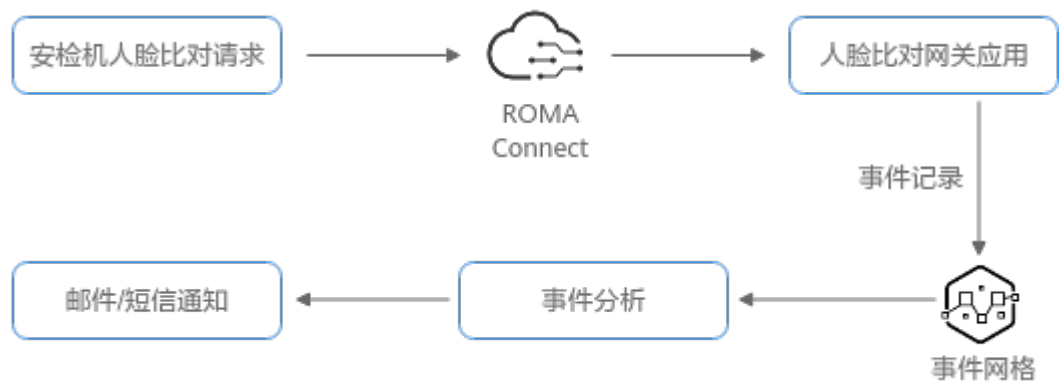 安检机人脸比对请求
ROMA
Connect
人脸比对网关应用
事件记录
邮件/短信通知
事件分析
事件网格